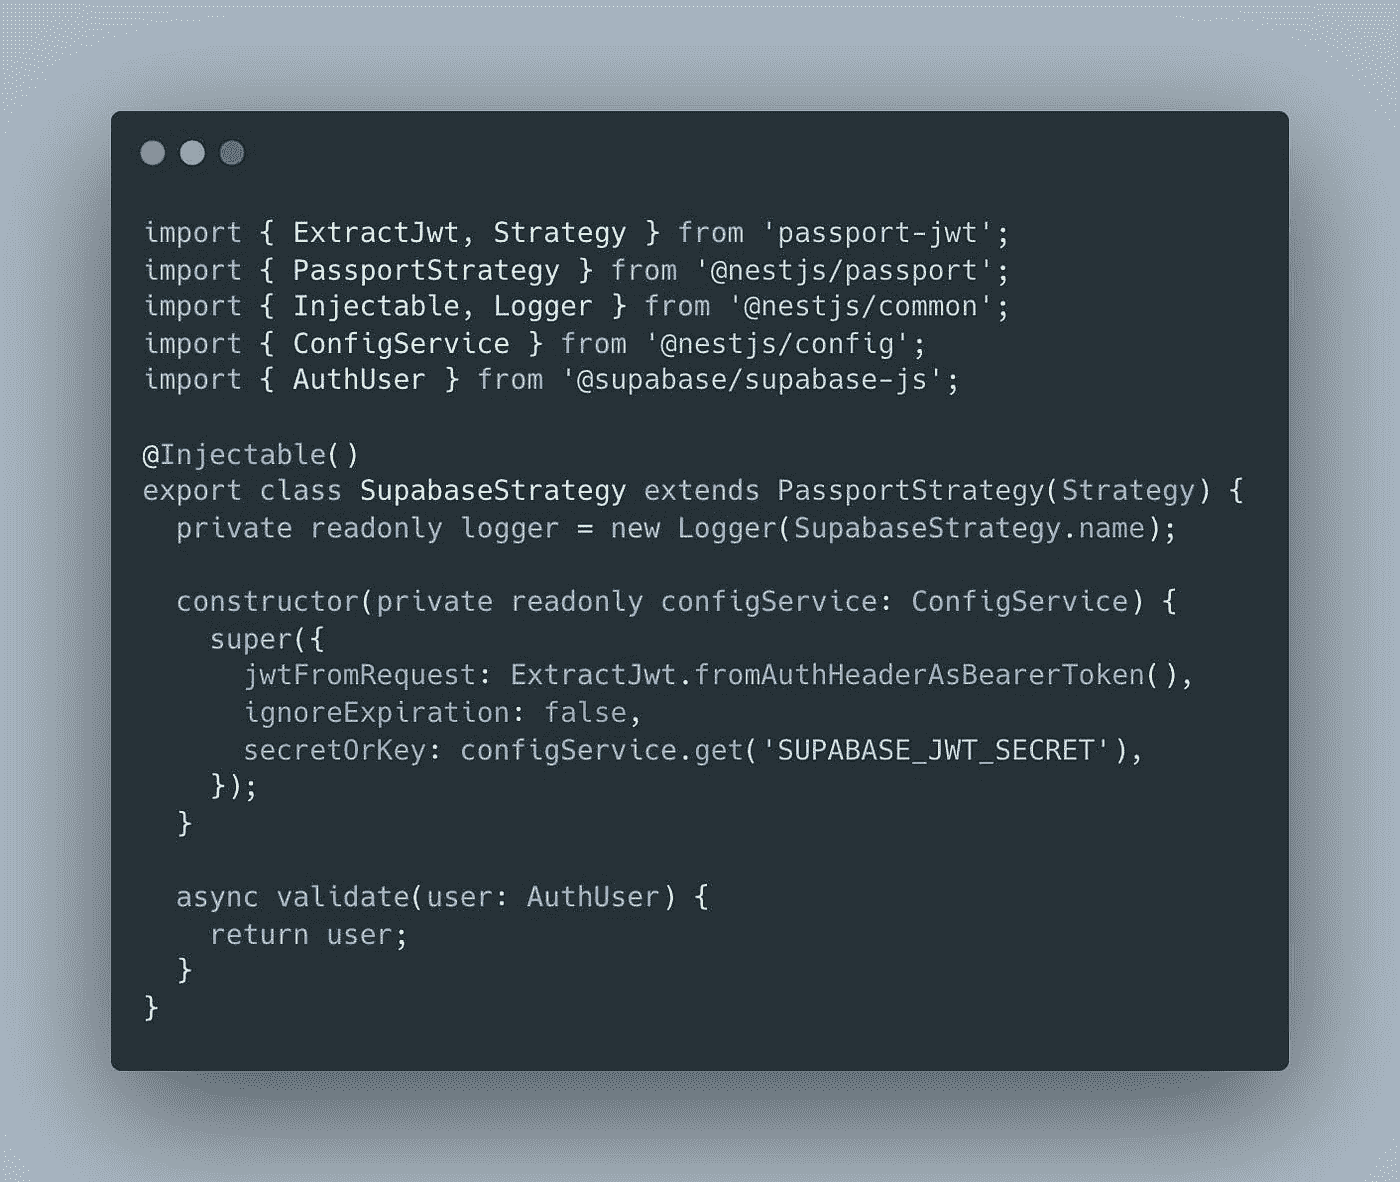 import { ExtractJwt, Strategy } from 'passport-jwt';
import { PassportStrategy } from '@nestjs/passport';
import { Injectable, Logger } from '@nestjs/common';
import { ConfigService } from '@nestjs/config';
import { AuthUser } from '@supabase/supabase-js';

@Injectable()
export class SupabaseStrategy extends PassportStrategy(Strategy) {
  private readonly logger = new Logger(SupabaseStrategy.name);

  constructor(private readonly configService: ConfigService) {
    super({
      jwtFromRequest: ExtractJwt.fromAuthHeaderAsBearerToken(),
      ignoreExpiration: false,
      secretOrKey: configService.get('SUPABASE_JWT_SECRET'),
    });
  }

  async validate(user: AuthUser) {
    return user;
  }
}